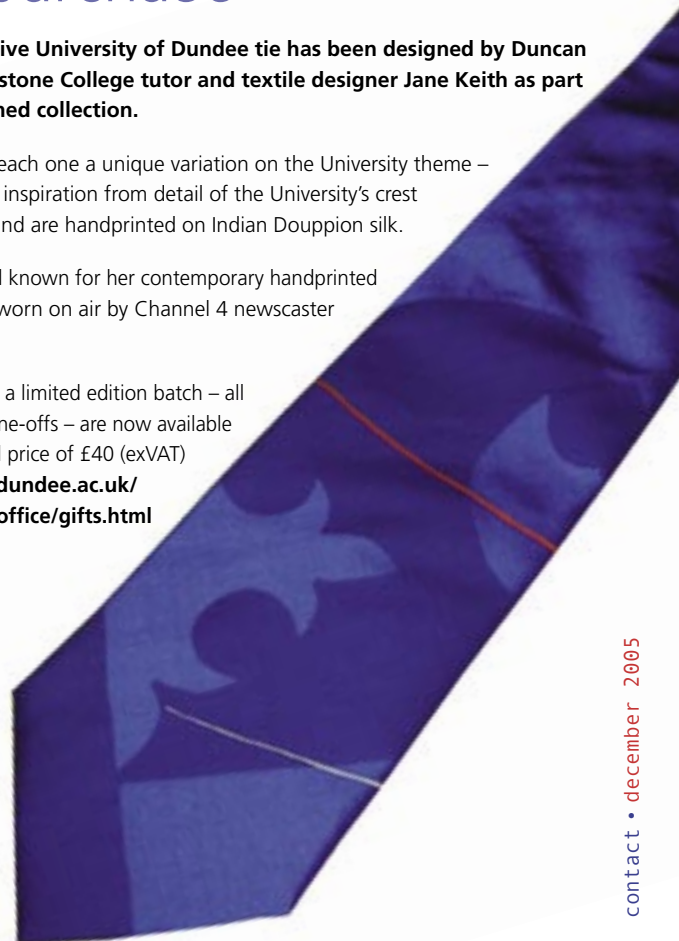 ive University of Dundee tie has been designed by Duncan
stone College tutor and textile designer Jane Keith as part
ned collection.
each one a unique variation on the University theme –
inspiration from detail of the University's crest
nd are handprinted on Indian Douppion silk.
l known for her contemporary handprinted
worn on air by Channel 4 newscaster
a limited edition batch – all
ne-offs – are now available
l price of £40 (exVAT)
dundee.ac.uk/
office/gifts.html
contact • december 2005